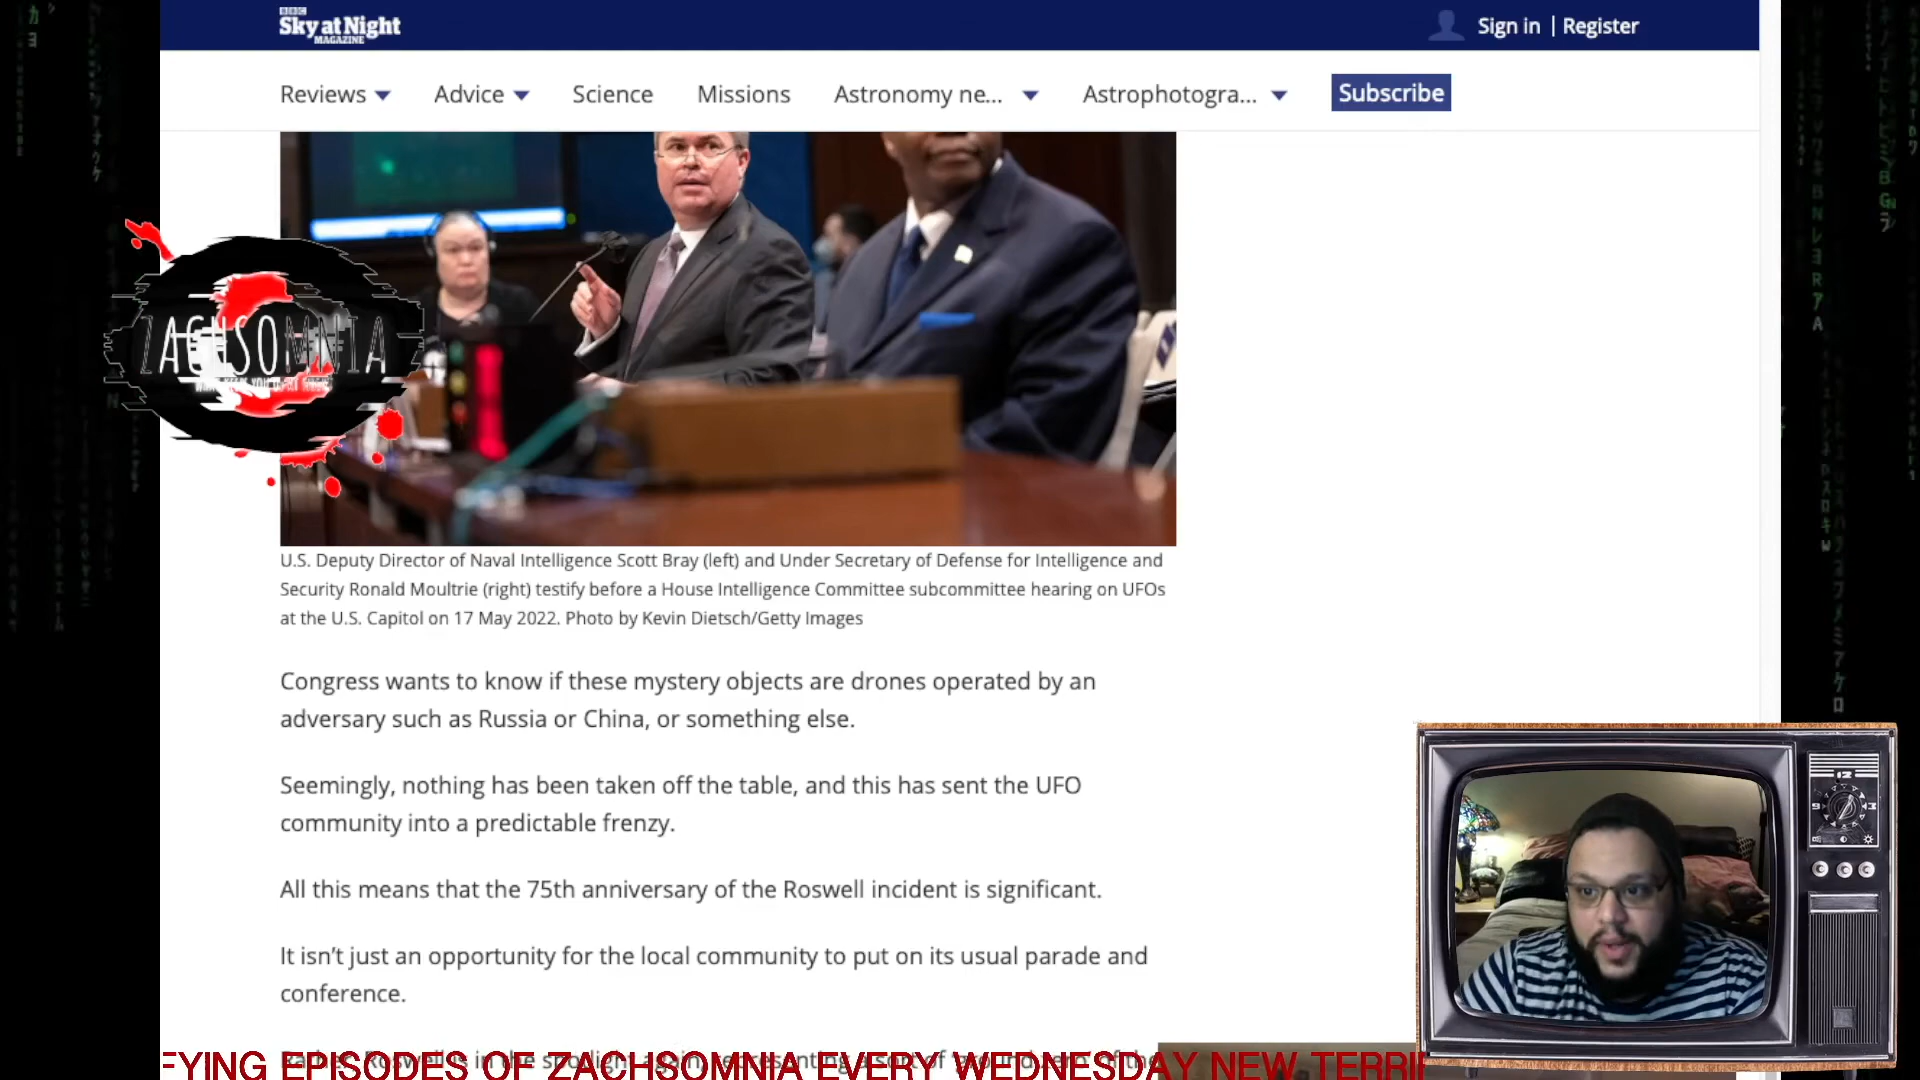 BBC
Sky at Night
MAGAZINE
Sign in | Register
Reviews
Advice
Science
Missions
Astronomy ne...
Astrophotogra...
Subscribe
ZACHSOMNIA
U.S. Deputy Director of Naval Intelligence Scott Bray (left) and Under Secretary of Defense for Intelligence and
Security Ronald Moultrie (right) testify before a House Intelligence Committee subcommittee hearing on UFOs
at the U.S. Capitol on 17 May 2022. Photo by Kevin Dietsch/Getty Images
Congress wants to know if these mystery objects are drones operated by an
adversary such as Russia or China, or something else.
Seemingly, nothing has been taken off the table, and this has sent the UFO
community into a predictable frenzy.
All this means that the 75th anniversary of the Roswell incident is significant.
It isn't just an opportunity for the local community to put on its usual parade and
conference.
FYING EPISODES OF ZACHSOMNIA EVERY WEDNESDAY NEW TERRI
12
9
3